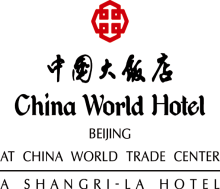 中國大飯店
China World Hotel
BEIJING
AT CHINA WORLD TRADE CENTER
A SHANGRI-LA HOTEL